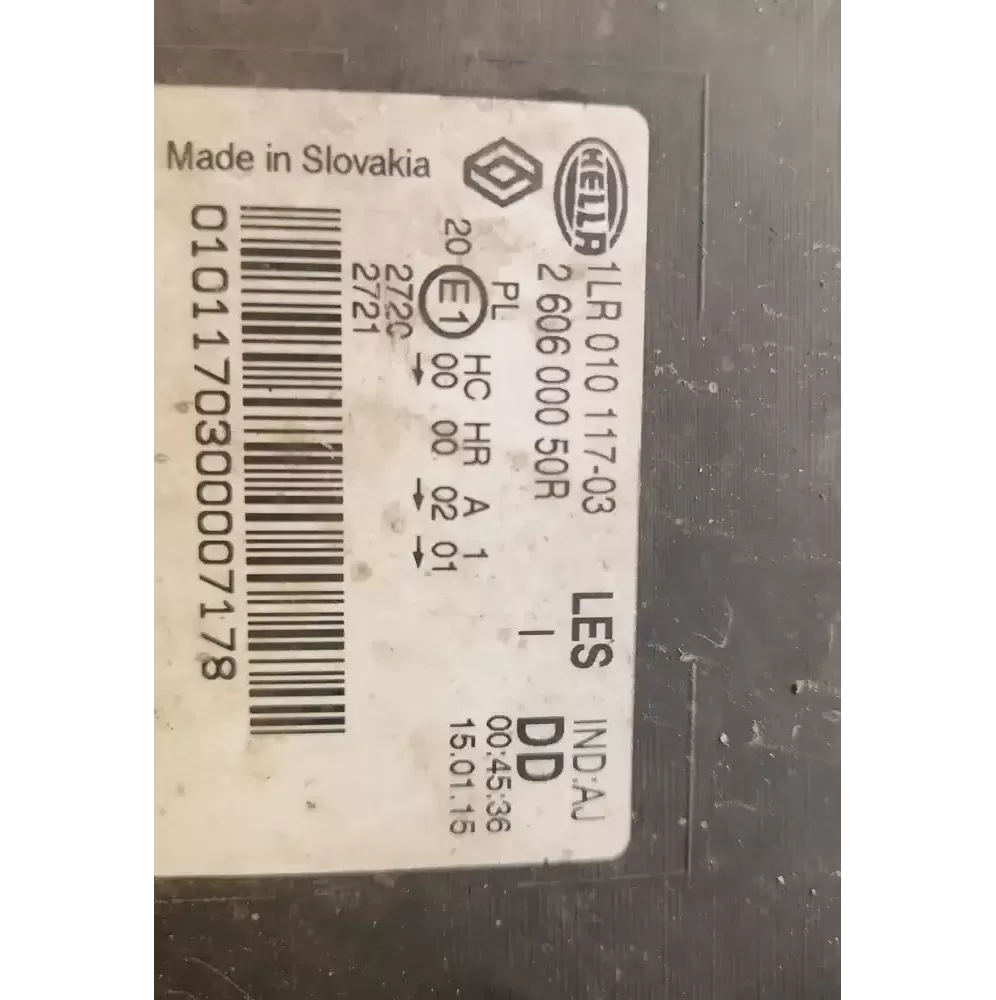 HELLA
1LR 010 117-03 LES IND:AJ
2 606 000 50R I DD
PL HC HR A 1 00:45:36
20 E1 00 00 02 01 15.01.15
2720 → → →
2721
Made in Slovakia
01011703000007178